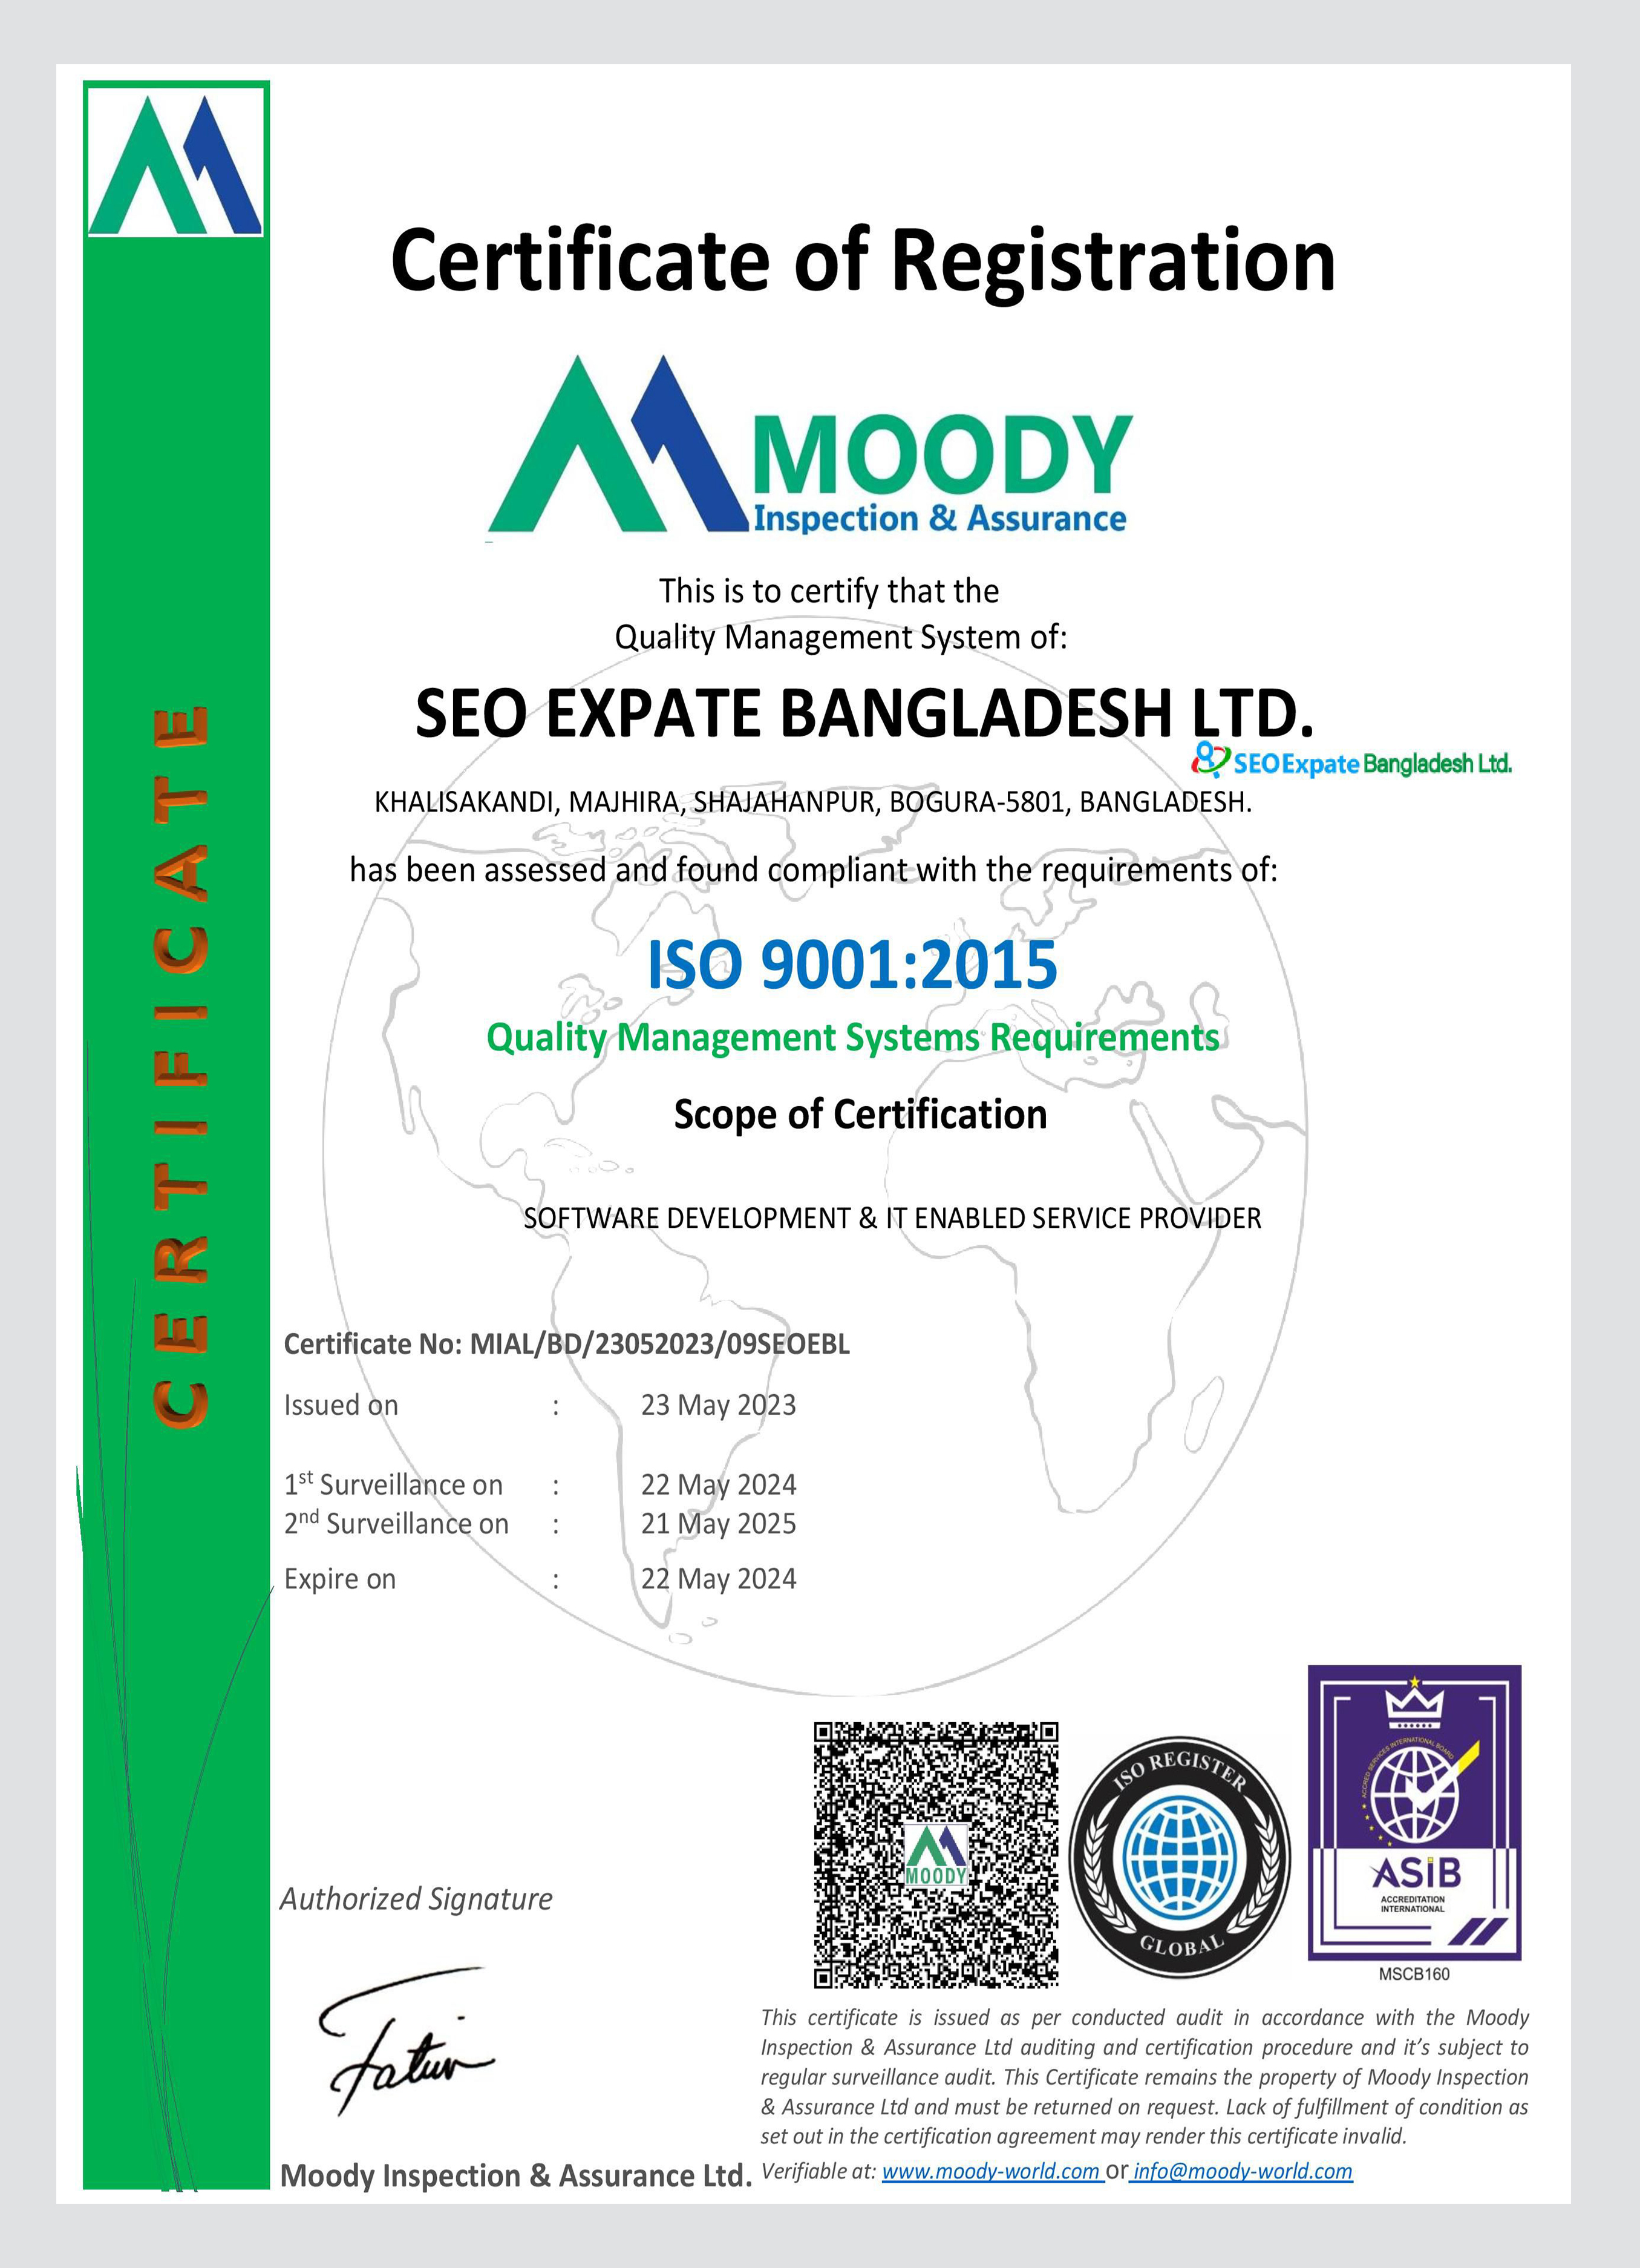 Certificate of Registration
MOODY
Inspection & Assurance
This is to certify that the
Quality Management System of:
SEO EXPATE BANGLADESH LTD.
SEOExpate Bangladesh Ltd.
KHALISAKANDI, MAJHIRA, SHAJAHANPUR, BOGURA-5801, BANGLADESH.
has been assessed and found compliant with the requirements of:
ISO 9001:2015
Quality Management Systems Requirements
Scope of Certification
SOFTWARE DEVELOPMENT & IT ENABLED SERVICE PROVIDER
CERTIFICATE
Certificate No: MIAL/BD/23052023/09SEOEBL
Issued on : 23 May 2023
1st Surveillance on : 22 May 2024
2nd Surveillance on : 21 May 2025
Expire on : 22 May 2024
MOODY
ISO REGISTER
GLOBAL
ACCRED SERVICES INTERNATIONAL BOARD
ASiB
ACCREDITATION
INTERNATIONAL
MSCB160
Authorized Signature
Moody Inspection & Assurance Ltd.
This certificate is issued as per conducted audit in accordance with the Moody
Inspection & Assurance Ltd auditing and certification procedure and it’s subject to
regular surveillance audit. This Certificate remains the property of Moody Inspection
& Assurance Ltd and must be returned on request. Lack of fulfillment of condition as
set out in the certification agreement may render this certificate invalid.
Verifiable at: www.moody-world.com or info@moody-world.com